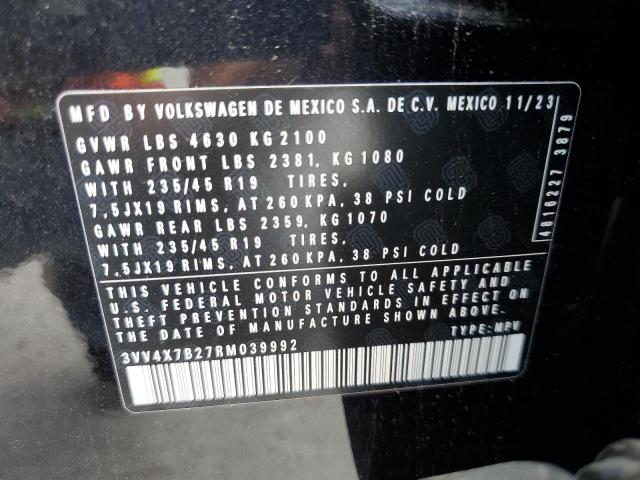 MFD BY VOLKSWAGEN DE MEXICO S.A. DE C.V. MEXICO 11/23
GVWR LBS 4630 KG 2100
GAWR FRONT LBS 2381, KG 1080
WITH 235/45 R19 TIRES,
7,5JX19 RIMS, AT 260 KPA, 38 PSI COLD
GAWR REAR LBS 2359, KG 1070
WITH 235/45 R19 TIRES,
7,5JX19 RIMS, AT 260 KPA, 38 PSI COLD
THIS VEHICLE CONFORMS TO ALL APPLICABLE
U.S. FEDERAL MOTOR VEHICLE SAFETY AND
THEFT PREVENTION STANDARDS IN EFFECT ON
THE DATE OF MANUFACTURE SHOWN ABOVE.
3VV4X7B27RM039992 TYPE: MPV
4816227 3879